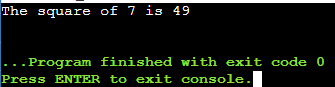 The square of 7 is 49
...Program finished with exit code 0
Press ENTER to exit console.